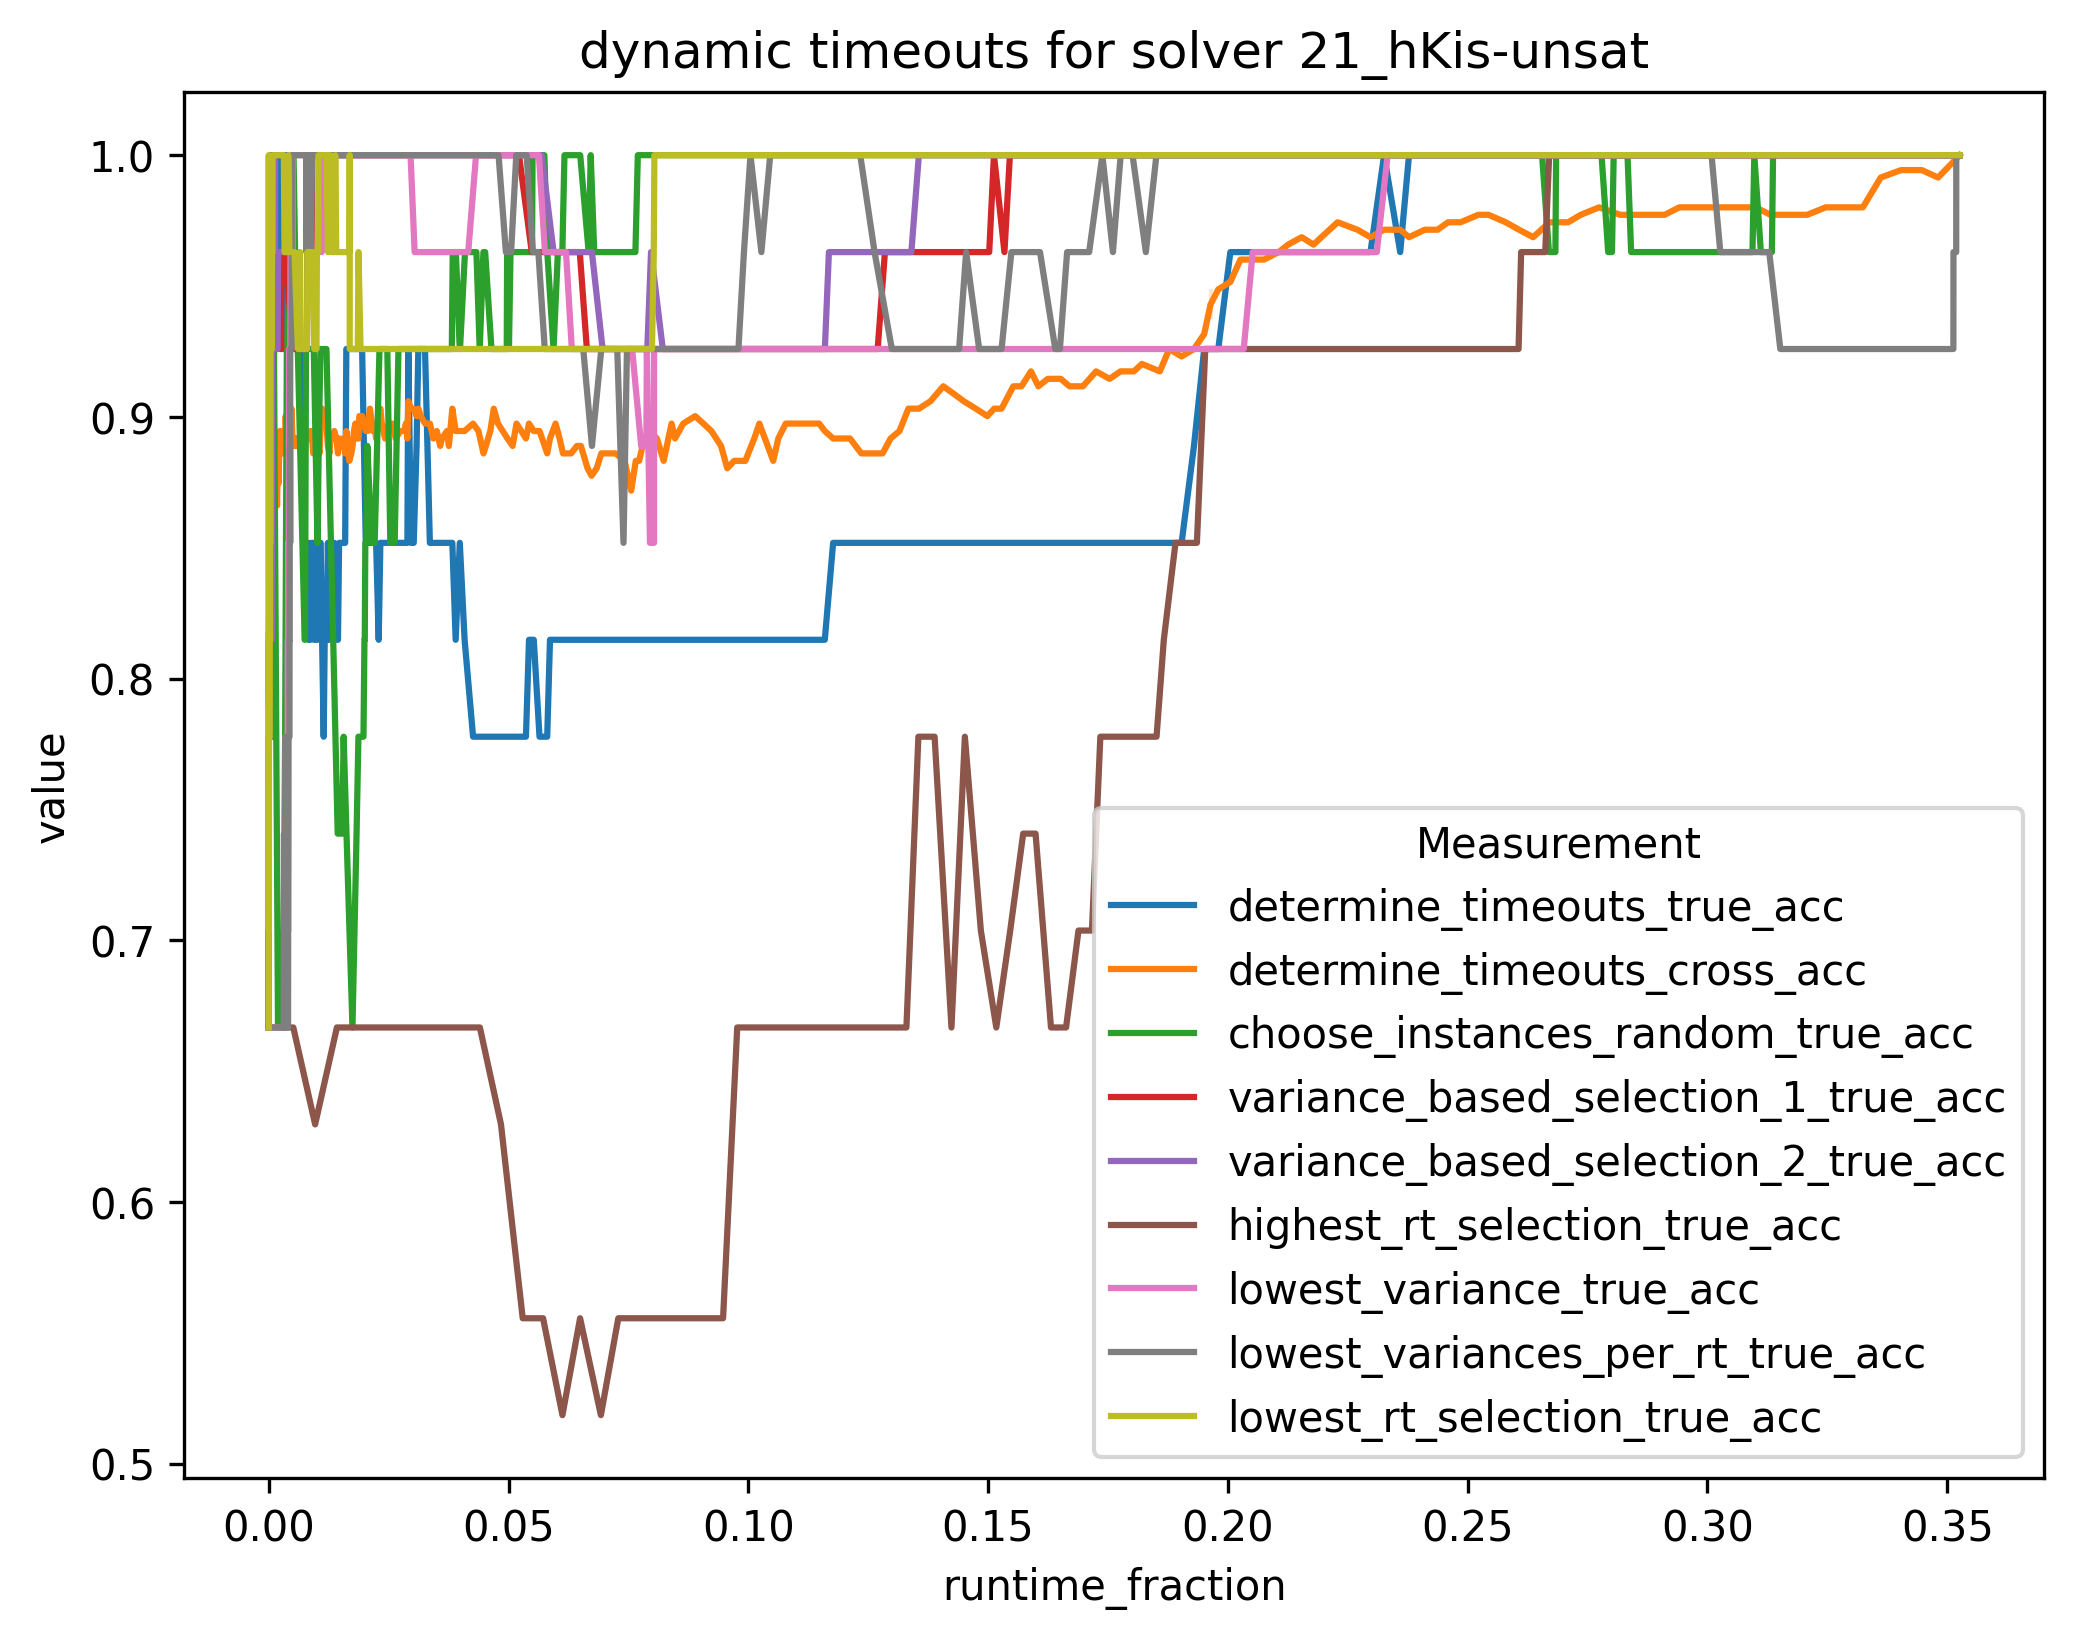 dynamic timeouts for solver 21_hKis-unsat
1.0
0.9
0.8
0.7
0.6
0.5
value
Measurement
determine_timeouts_true_acc
determine_timeouts_cross_acc
choose_instances_random_true_acc
variance_based_selection_1_true_acc
variance_based_selection_2_true_acc
highest_rt_selection_true_acc
lowest_variance_true_acc
lowest_variances_per_rt_true_acc
lowest_rt_selection_true_acc
0.00 0.05 0.10 0.15 0.20 0.25 0.30 0.35
runtime_fraction